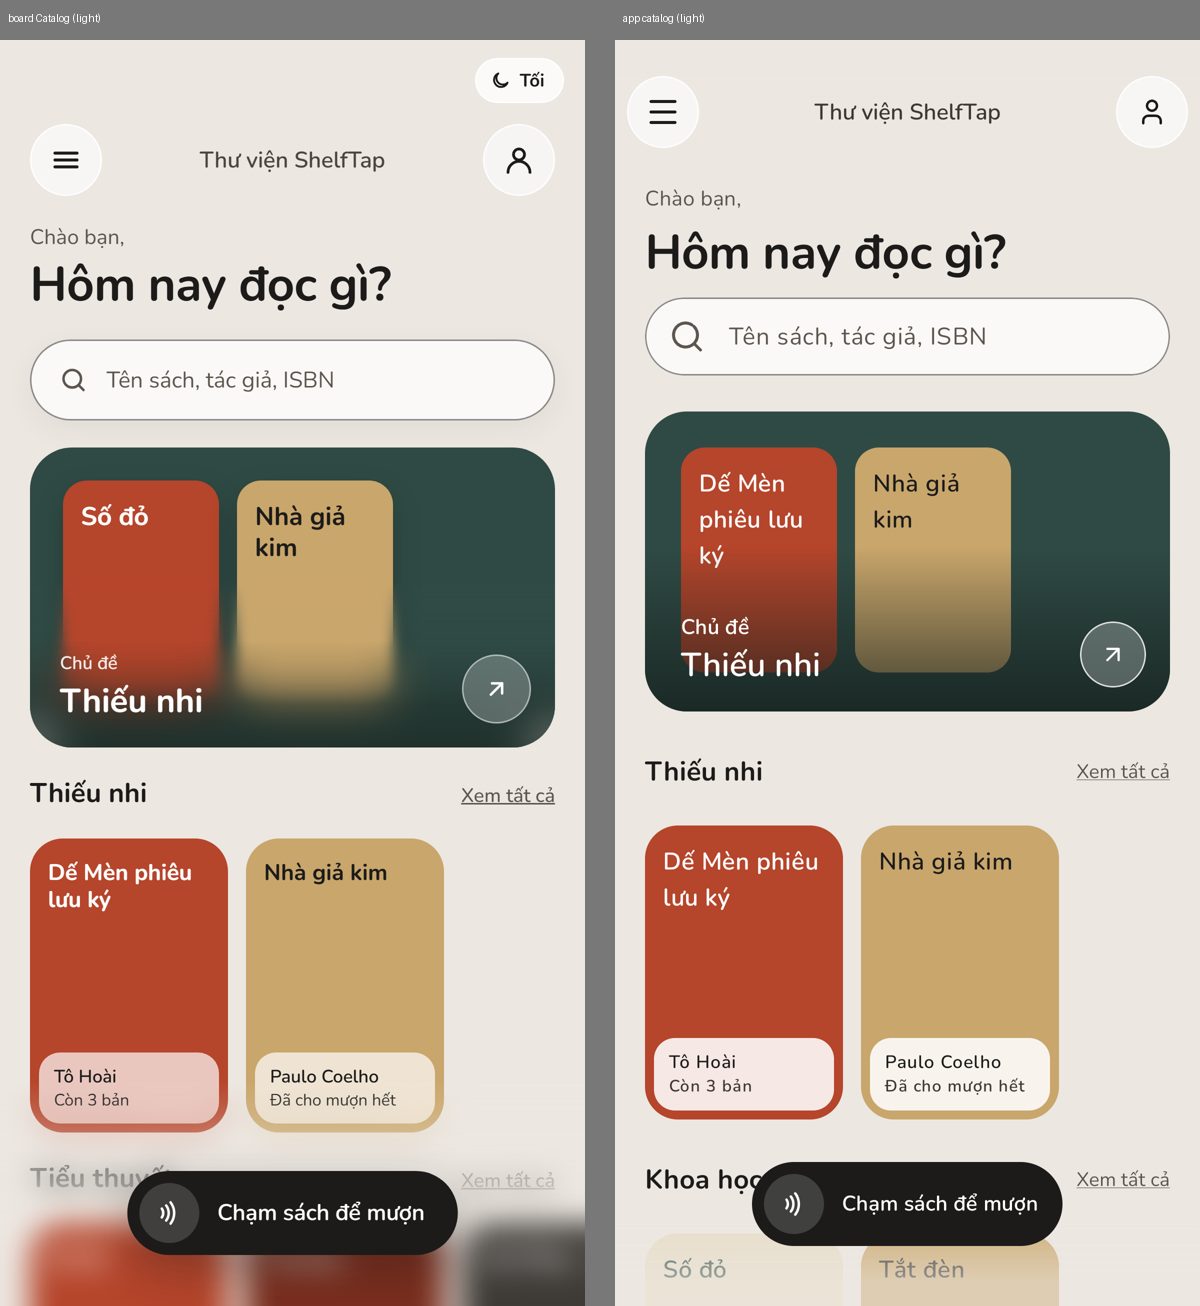 board Catalog (light)
Tối
Thư viện ShelfTap
Chào bạn,
Hôm nay đọc gì?
Tên sách, tác giả, ISBN
Số đỏ
Nhà giả
kim
Chủ đề
Thiếu nhi
Thiếu nhi
Xem tất cả
Dế Mèn phiêu
lưu ký
Nhà giả kim
Tô Hoài
Còn 3 bản
Paulo Coelho
Đã cho mượn hết
Tiểu thuyết
Xem tất cả
Chạm sách để mượn
app catalog (light)
Thư viện ShelfTap
Chào bạn,
Hôm nay đọc gì?
Tên sách, tác giả, ISBN
Dế Mèn
phiêu lưu
ký
Nhà giả
kim
Chủ đề
Thiếu nhi
Thiếu nhi
Xem tất cả
Dế Mèn phiêu
lưu ký
Nhà giả kim
Tô Hoài
Còn 3 bản
Paulo Coelho
Đã cho mượn hết
Khoa học
Xem tất cả
Chạm sách để mượn
Số đỏ
Tắt đèn